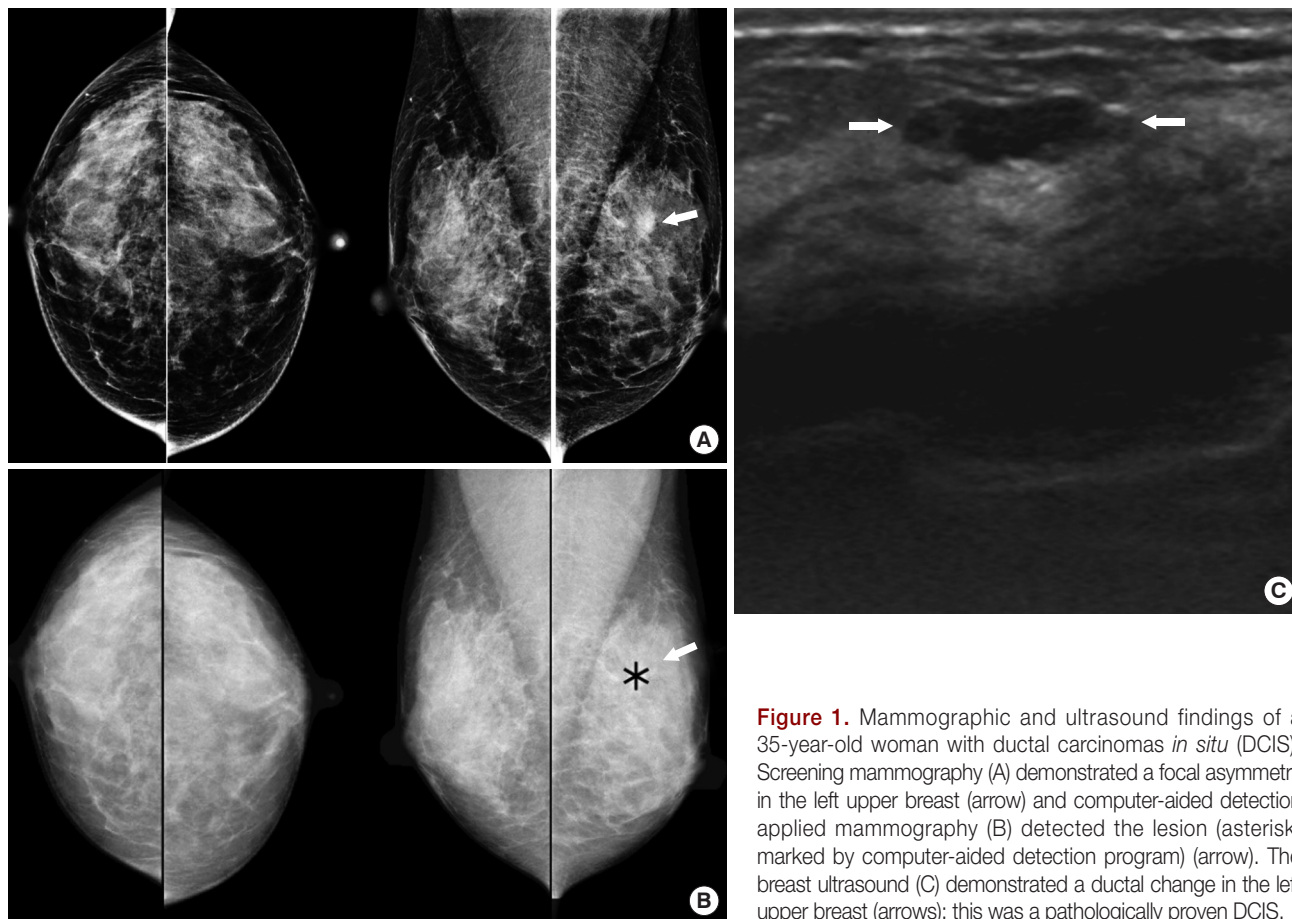 A
B
C
Figure 1. Mammographic and ultrasound findings of a
35-year-old woman with ductal carcinomas in situ (DCIS)
Screening mammography (A) demonstrated a focal asymmetr
in the left upper breast (arrow) and computer-aided detection
applied mammography (B) detected the lesion (asterisk
marked by computer-aided detection program) (arrow). The
breast ultrasound (C) demonstrated a ductal change in the left
upper breast (arrows); this was a pathologically proven DCIS.